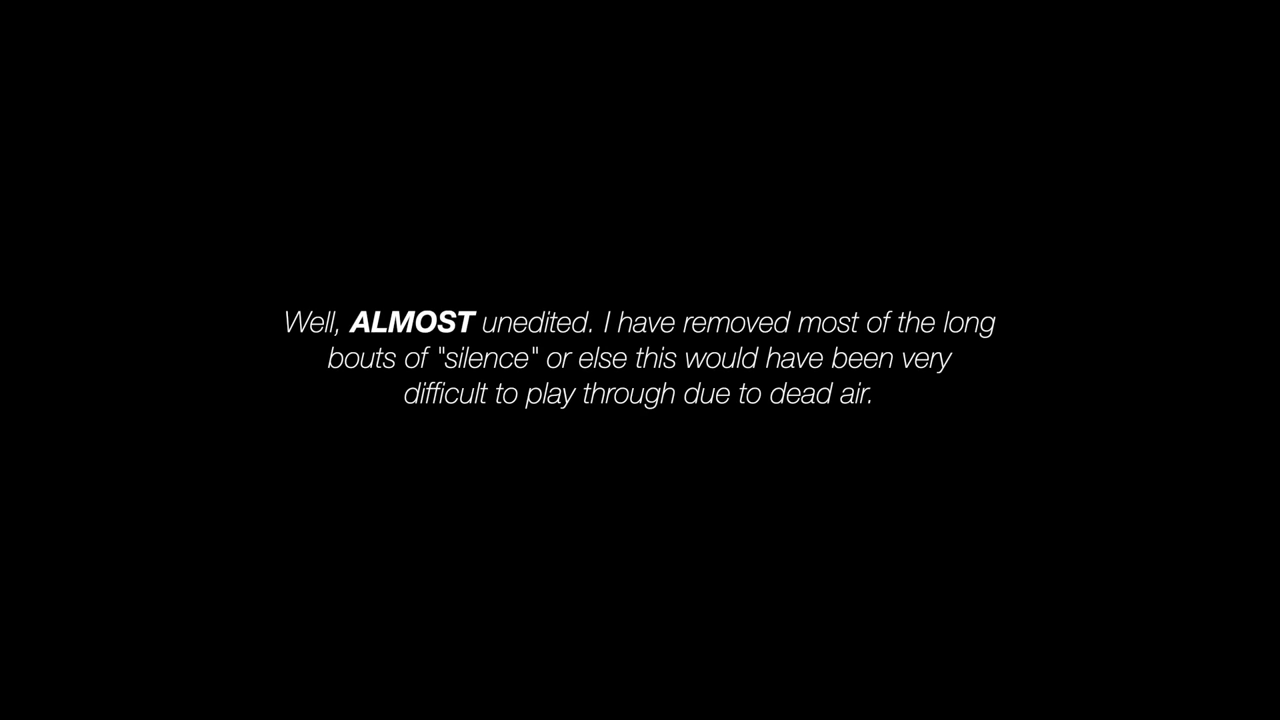 Well, ALMOST unedited. I have removed most of the long
bouts of "silence" or else this would have been very
difficult to play through due to dead air.